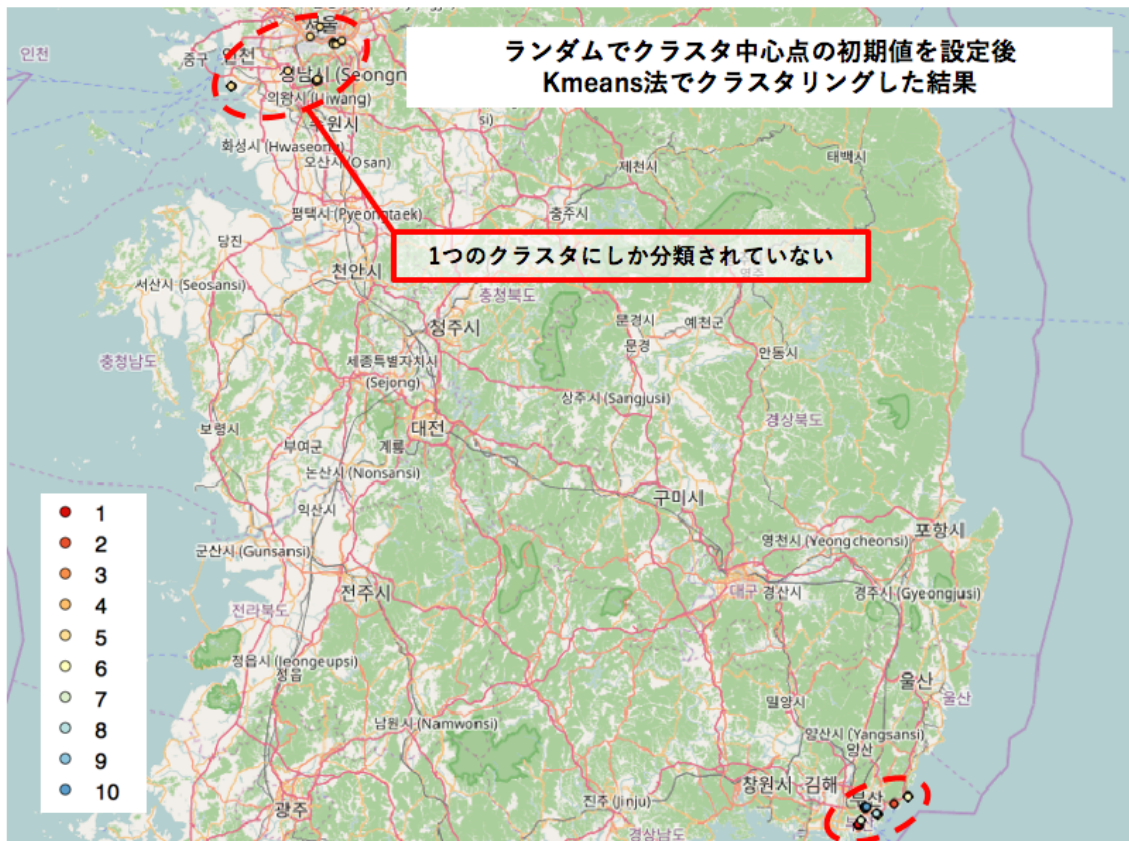 ランダムでクラスタ中心点の初期値を設定後
Kmeans法でクラスタリングした結果
인천
중구
인천
서울
성남시 (Seongn
의왕시 (Uiwang)
수원시
si)
화성시 (Hwaseong)
오산시 (Osan)
제천시
태백시
평택시 (Pyeongtaek)
충주시
당진
1つのクラスタにしか分類されていない
영주
천안시
서산시 (Seosansi)
충청북도
청주시
문경시
예천군
문경
안동시
충청남도
세종특별자치시
(Sejong)
상주시 (Sangjusi)
경상북도
보령시
대전
부여군
계룡
논산시 (Nonsansi)
구미시
익산시
포항시
군산시 (Gunsansi)
영천시 (Yeongcheonsi)
전주시
대구
경산시
경주시 (Gyeongjusi)
전라북도
정읍시 (Jeongeupsi)
정읍
울산
울산
밀양시
남원시 (Namwonsi)
양산시 (Yangsansi)
양산
창원시
김해
부산
부산
진주 (Jinju)
광주
경상남도
1
2
3
4
5
6
7
8
9
10